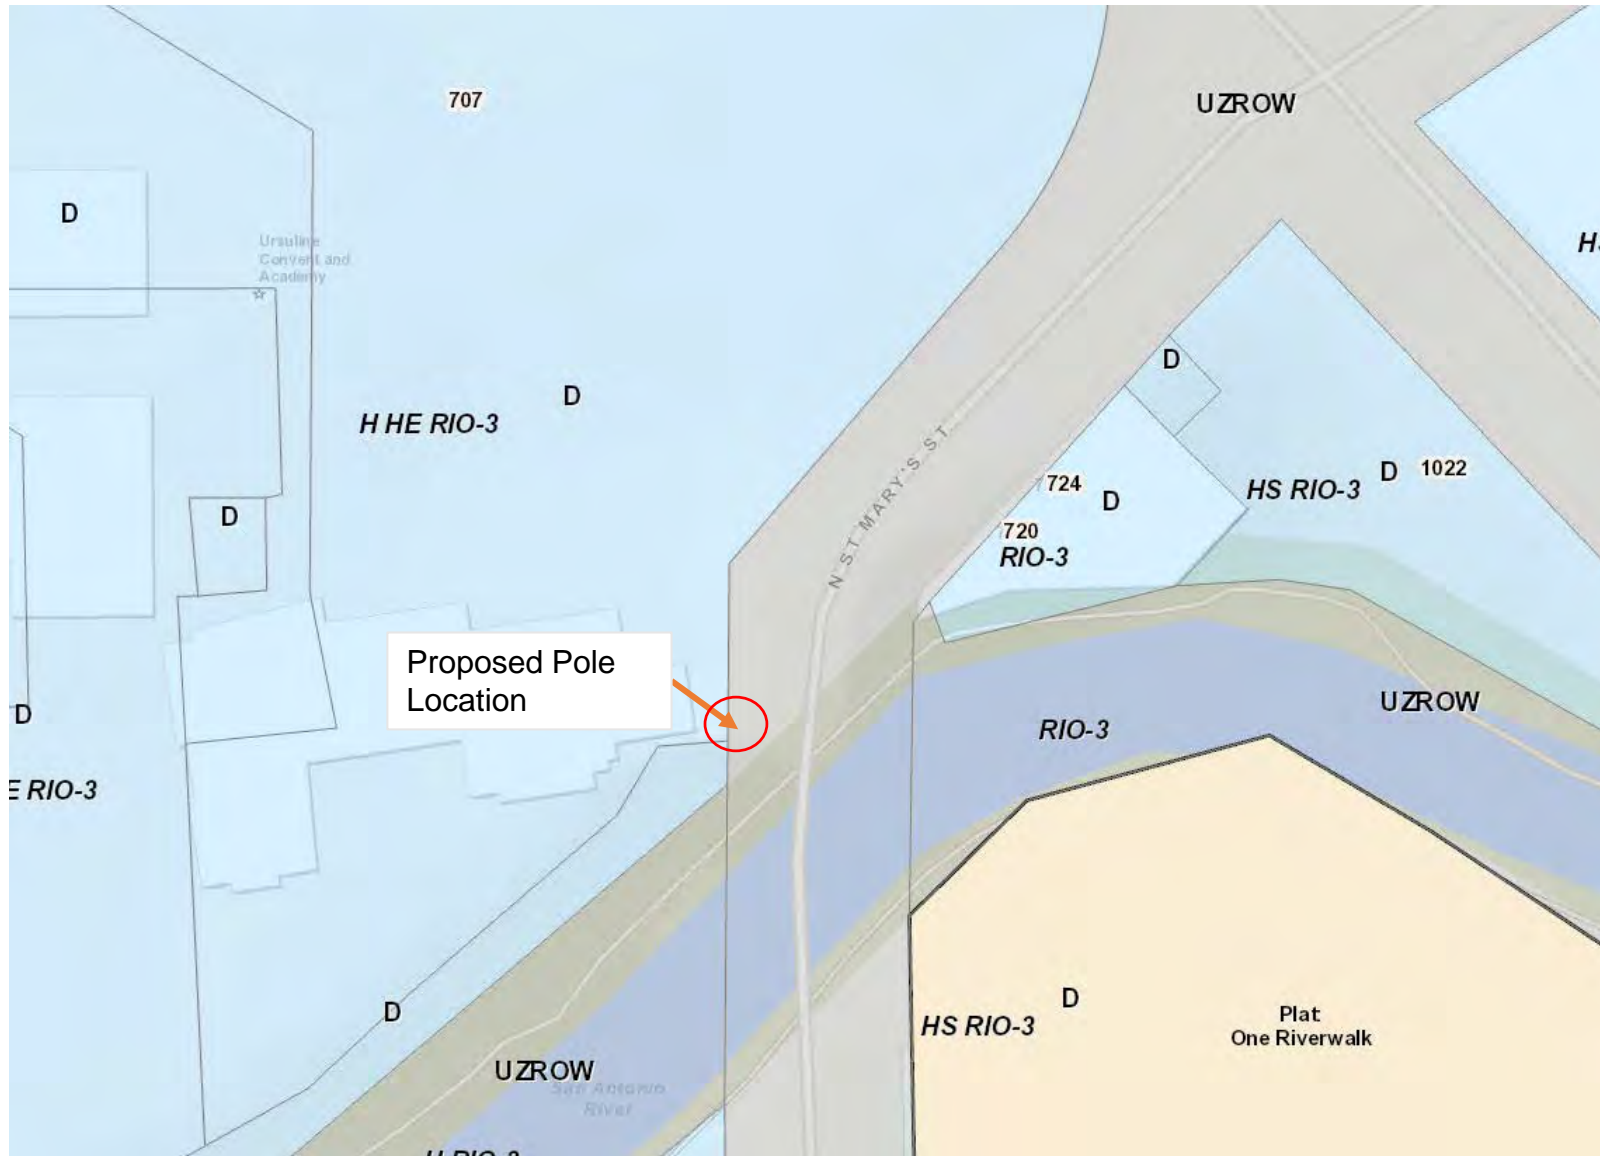 707
UZROW
D
Ursuline
Convent and
Academy
H
D
H HE RIO-3
D
N ST MARY'S ST
724
D
HS RIO-3
D
1022
720
RIO-3
D
Proposed Pole
Location
D
UZROW
RIO-3
E RIO-3
D
HS RIO-3
D
Plat
One Riverwalk
UZROW
San Antonio
River
H RIO-3